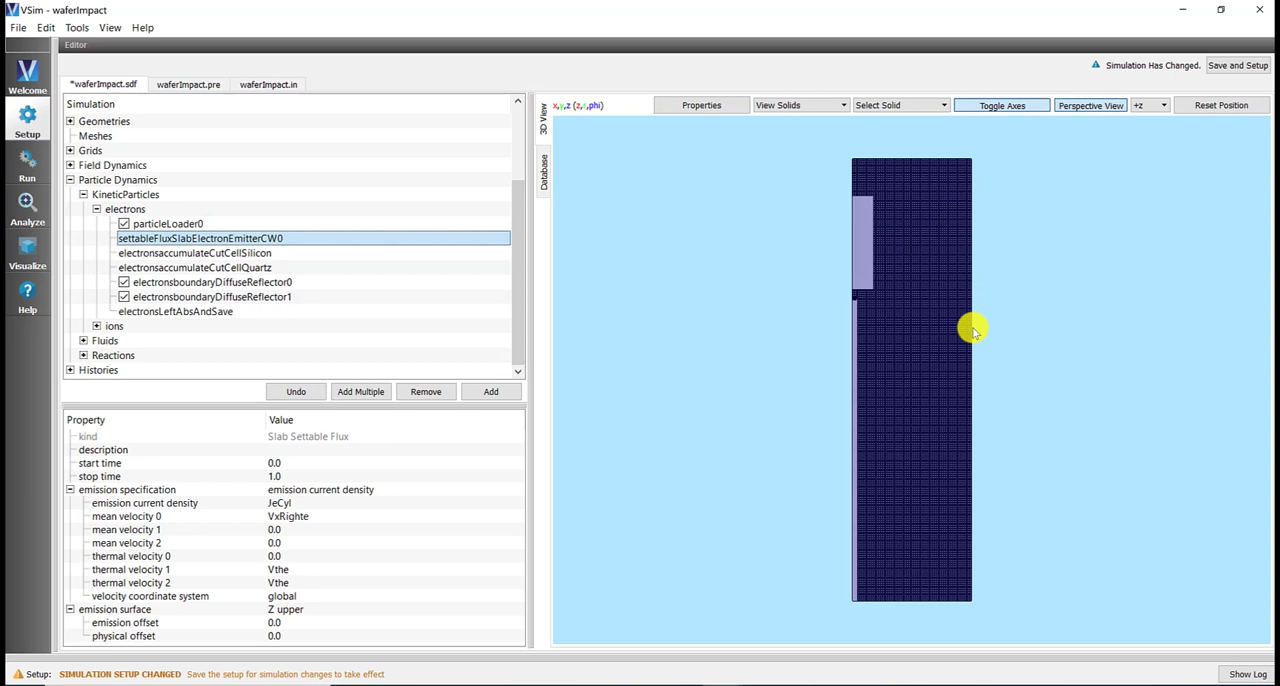 VSim - waferImpact
File Edit Tools View Help
Editor
Simulation Has Changed. Save and Setup
*waferImpact.sdf waferImpact.pre waferImpact.in
Welcome
Setup
Run
Analyze
Visualize
Help
Simulation
Geometries
Meshes
Grids
Field Dynamics
Particle Dynamics
KineticParticles
electrons
particleLoader0
settableFluxSlabElectronEmitterCW0
electronsaccumulateCutCellSilicon
electronsaccumulateCutCellQuartz
electronsboundaryDiffuseReflector0
electronsboundaryDiffuseReflector1
electronsLeftAbsAndSave
ions
Fluids
Reactions
Histories
Undo Add Multiple Remove Add
Property Value
kind Slab Settable Flux
description
start time 0.0
stop time 1.0
emission specification emission current density
emission current density JeCyl
mean velocity 0 VxRighte
mean velocity 1 0.0
mean velocity 2 0.0
thermal velocity 0 0.0
thermal velocity 1 Vthe
thermal velocity 2 Vthe
velocity coordinate system global
emission surface Z upper
emission offset 0.0
physical offset 0.0
3D View
Database
x,y,z (z,r,phi) Properties View Solids Select Solid Toggle Axes Perspective View +z Reset Position
Setup: SIMULATION SETUP CHANGED Save the setup for simulation changes to take effect
Show Log